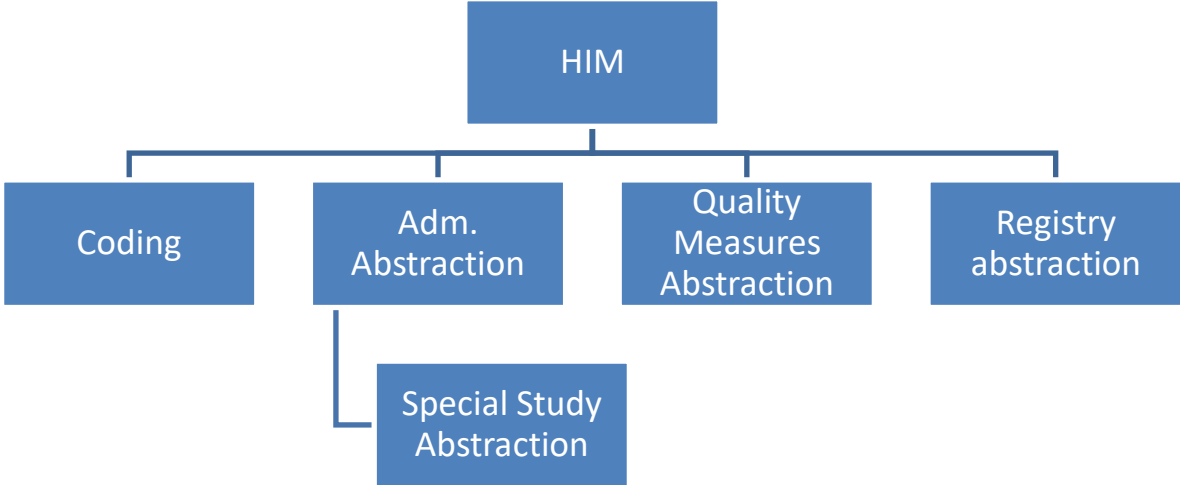 HIM
Coding
Adm.
Abstraction
Quality
Measures
Abstraction
Registry
abstraction
Special Study
Abstraction